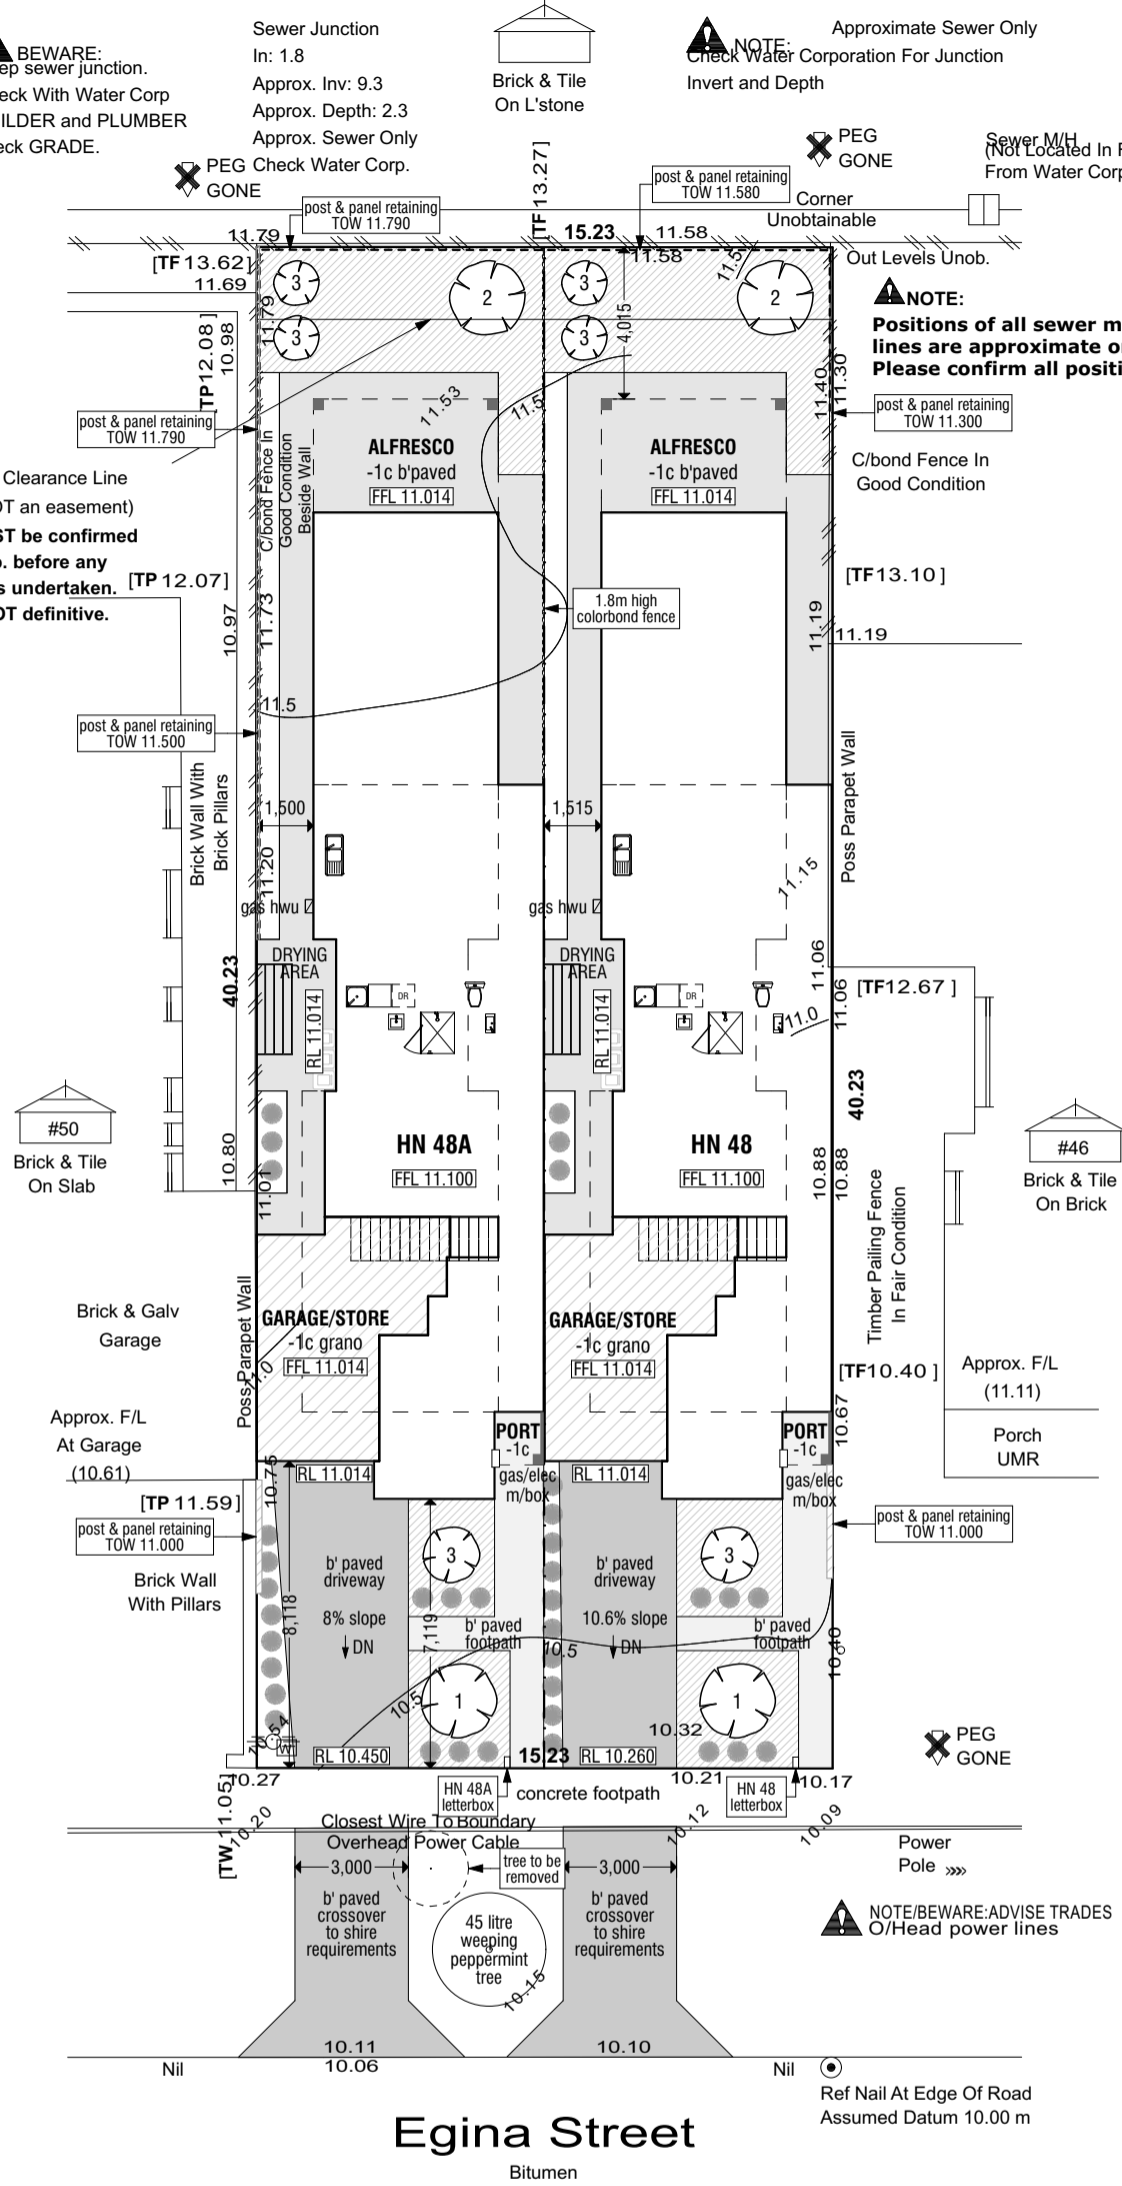 BEWARE:
ep sewer junction.
eck With Water Corp
ILDER and PLUMBER
eck GRADE.
Sewer Junction
In: 1.8
Approx. Inv: 9.3
Approx. Depth: 2.3
Approx. Sewer Only
Check Water Corp.
Brick & Tile
On L'stone
NOTE:
Approximate Sewer Only
Check Water Corporation For Junction
Invert and Depth
PEG
GONE
PEG
GONE
Sewer M/H
(Not Located In F
From Water Corp
post & panel retaining
TOW 11.790
[TF 13.27]
post & panel retaining
TOW 11.580
Corner
Unobtainable
11.79
15.23
11.58
11.58
11.5
Out Levels Unob.
[TF 13.62]
11.69
3
2
3
2
3
3
11.79
4,015
NOTE:
Positions of all sewer m
lines are approximate o
Please confirm all positi
[TP 12.08]
10.98
11.40
11.30
post & panel retaining
TOW 11.790
post & panel retaining
TOW 11.300
11.53
11.5
ALFRESCO
-1c b'paved
FFL 11.014
ALFRESCO
-1c b'paved
FFL 11.014
C/bond Fence In
Good Condition
Beside Wall
C/bond Fence In
Good Condition
Clearance Line
OT an easement)
ST be confirmed
o. before any
s undertaken.
OT definitive.
[TP 12.07]
[TF 13.10]
10.97
11.73
1.8m high
colorbond fence
11.19
11.19
11.5
post & panel retaining
TOW 11.500
Brick Wall With
Brick Pillars
Poss Parapet Wall
1,500
1,515
11.20
11.15
gas hwu
gas hwu
DRYING
AREA
DRYING
AREA
40.23
11.06
11.06
[TF 12.67]
RL 11.014
DR
RL 11.014
DR
11.0
40.23
#50
Brick & Tile
On Slab
#46
Brick & Tile
On Brick
10.80
11.01
HN 48A
FFL 11.100
HN 48
FFL 11.100
10.88
10.88
Timber Pailing Fence
In Fair Condition
Brick & Galv
Garage
Poss Parapet Wall
11.0
GARAGE/STORE
-1c grano
FFL 11.014
GARAGE/STORE
-1c grano
FFL 11.014
[TF 10.40]
Approx. F/L
(11.11)
Approx. F/L
At Garage
(10.61)
PORT
-1c
PORT
-1c
10.67
Porch
UMR
10.75
RL 11.014
gas/elec
m/box
RL 11.014
gas/elec
m/box
[TP 11.59]
post & panel retaining
TOW 11.000
post & panel retaining
TOW 11.000
Brick Wall
With Pillars
b' paved
driveway
8% slope
DN
3
b' paved
driveway
10.6% slope
DN
3
8,118
7,119
b' paved
footpath
b' paved
footpath
10.5
10.5
10.40
1
1
10.54
W
RL 10.450
15.23
RL 10.260
10.32
PEG
GONE
10.27
10.21
10.17
[TW 11.05]
10.20
HN 48A
letterbox
concrete footpath
HN 48
letterbox
10.12
10.09
Closest Wire To Boundary
Overhead Power Cable
Power
Pole
3,000
tree to be
removed
3,000
b' paved
crossover
to shire
requirements
45 litre
weeping
peppermint
tree
b' paved
crossover
to shire
requirements
NOTE/BEWARE:ADVISE TRADES
O/Head power lines
10.15
10.11
10.10
Nil
10.06
Nil
Ref Nail At Edge Of Road
Assumed Datum 10.00 m
Egina Street
Bitumen